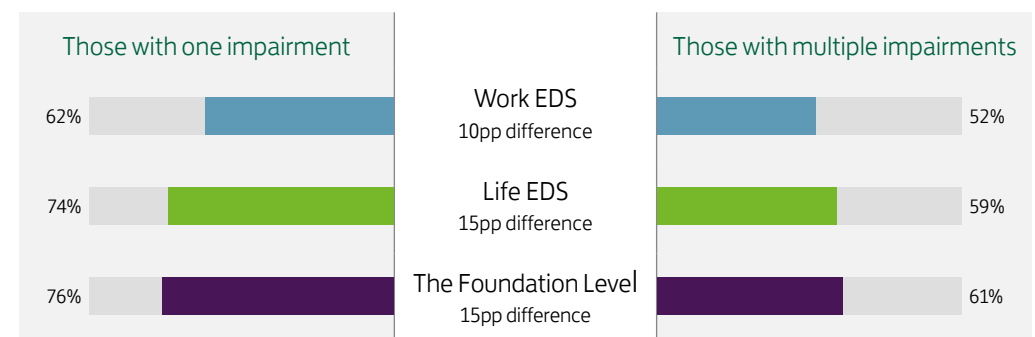 Those with one impairment
Those with multiple impairments
62%
Work EDS
10pp difference
52%
74%
Life EDS
15pp difference
59%
76%
The Foundation Level
15pp difference
61%